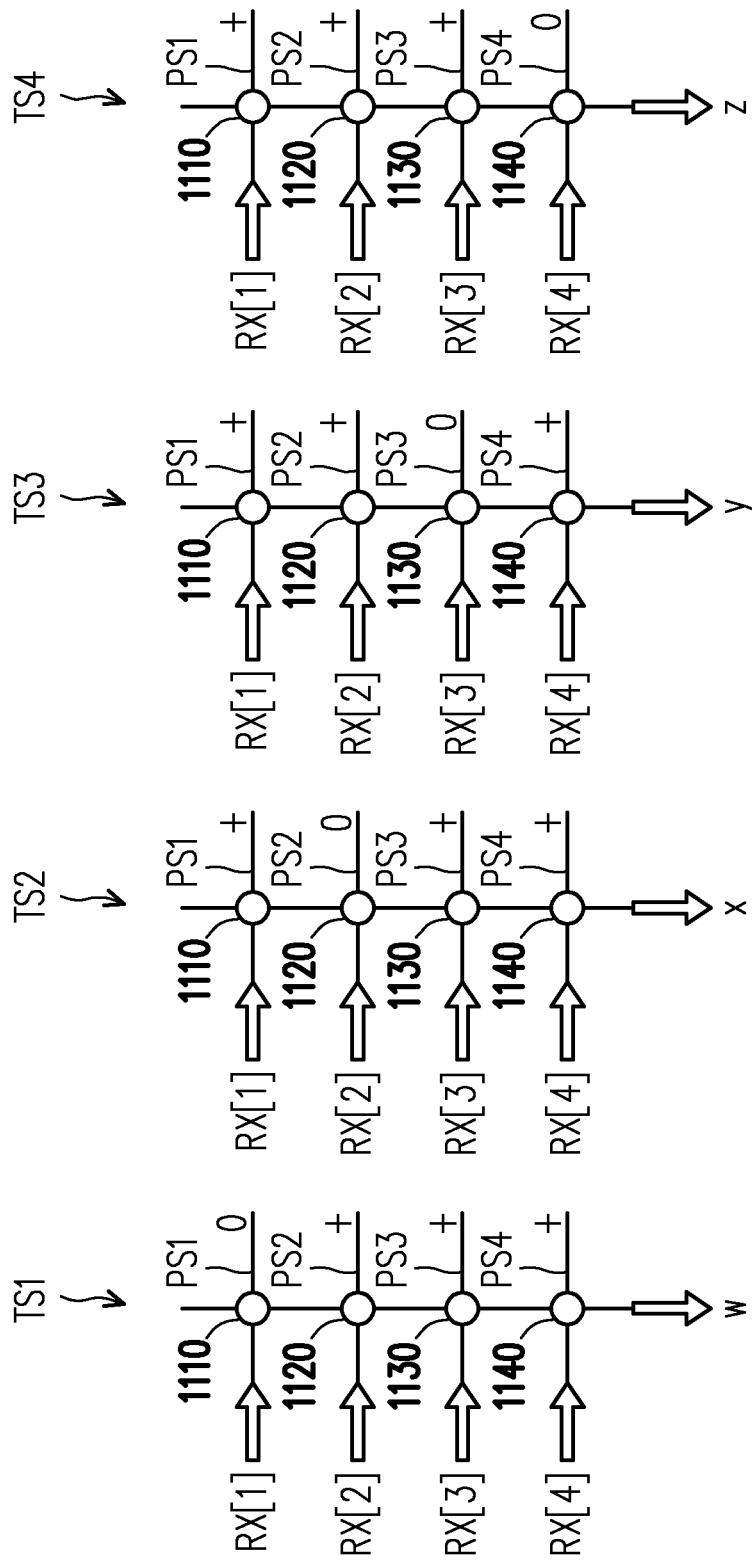 TS1
PS1
0
1110
RX[1]
PS2
+
1120
RX[2]
PS3
+
1130
RX[3]
PS4
+
1140
RX[4]
w
TS2
PS1
+
1110
RX[1]
PS2
0
1120
RX[2]
PS3
+
1130
RX[3]
PS4
+
1140
RX[4]
x
TS3
PS1
+
1110
RX[1]
PS2
+
1120
RX[2]
PS3
0
1130
RX[3]
PS4
+
1140
RX[4]
y
TS4
PS1
+
1110
RX[1]
PS2
+
1120
RX[2]
PS3
+
1130
RX[3]
PS4
0
1140
RX[4]
z